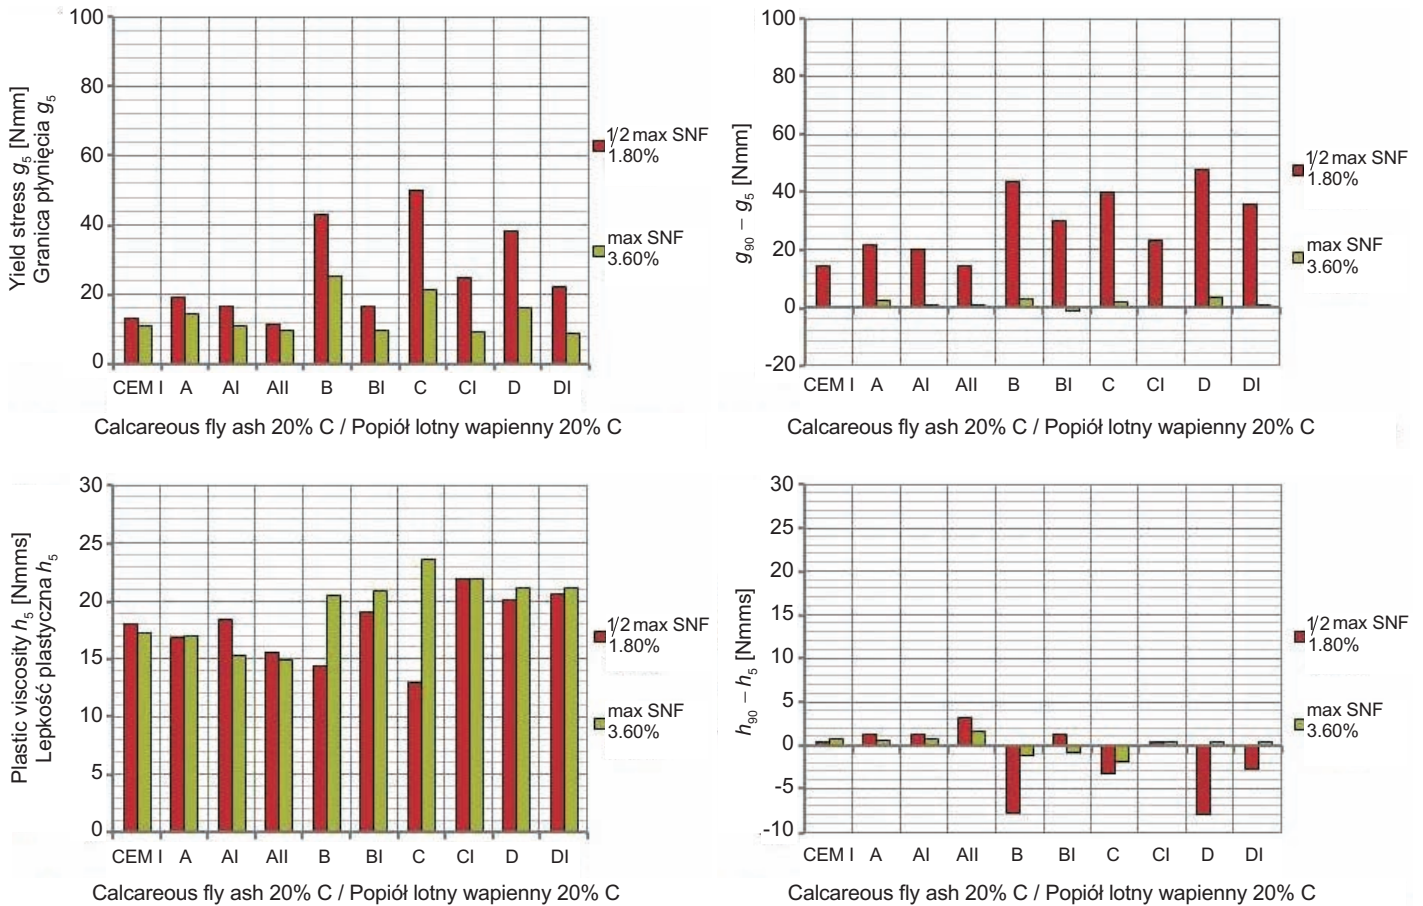 Yield stress g5 [Nmm]
Granica płynięcia g5
100
80
60
40
20
0
CEM I A AI AII B BI C CI D DI
Calcareous fly ash 20% C / Popiół lotny wapienny 20% C
1/2 max SNF
1.80%
max SNF
3.60%
g90 – g5 [Nmm]
100
80
60
40
20
0
-20
CEM I A AI AII B BI C CI D DI
Calcareous fly ash 20% C / Popiół lotny wapienny 20% C
1/2 max SNF
1.80%
max SNF
3.60%
Plastic viscosity h5 [Nmms]
Lepkość plastyczna h5
30
25
20
15
10
5
0
CEM I A AI AII B BI C CI D DI
Calcareous fly ash 20% C / Popiół lotny wapienny 20% C
1/2 max SNF
1.80%
max SNF
3.60%
h90 – h5 [Nmms]
30
25
20
15
10
5
0
-5
-10
CEM I A AI AII B BI C CI D DI
Calcareous fly ash 20% C / Popiół lotny wapienny 20% C
1/2 max SNF
1.80%
max SNF
3.60%